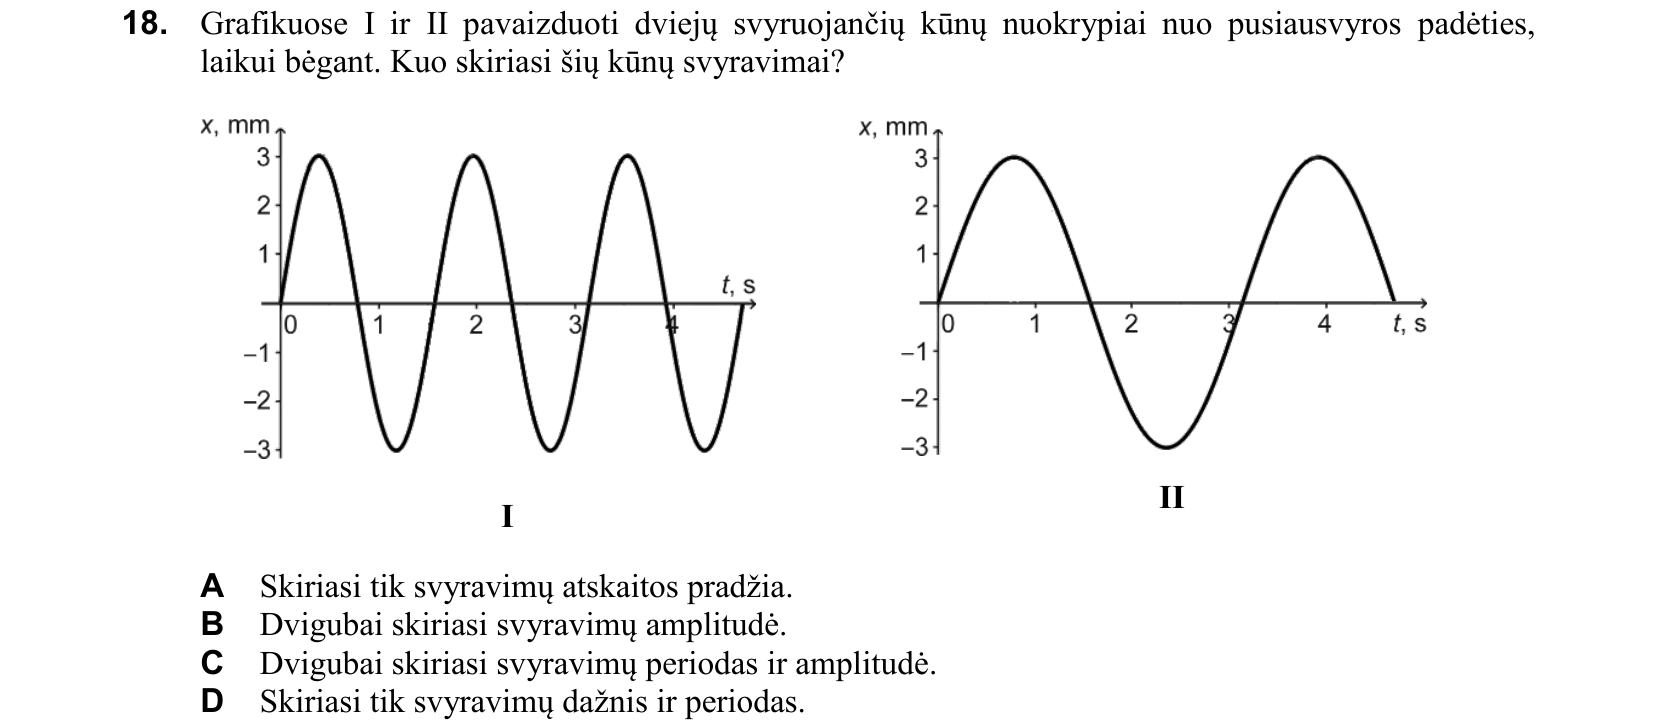 18. Grafikuose I ir II pavaizduoti dviejų svyruojančių kūnų nuokrypiai nuo pusiausvyros padėties,
laikui bėgant. Kuo skiriasi šių kūnų svyravimai?
x, mm
3
2
1
t, s
0 1 2 3 4
–1
–2
–3
I
x, mm
3
2
1
0 1 2 3 4 t, s
–1
–2
–3
II
A Skiriasi tik svyravimų atskaitos pradžia.
B Dvigubai skiriasi svyravimų amplitudė.
C Dvigubai skiriasi svyravimų periodas ir amplitudė.
D Skiriasi tik svyravimų dažnis ir periodas.